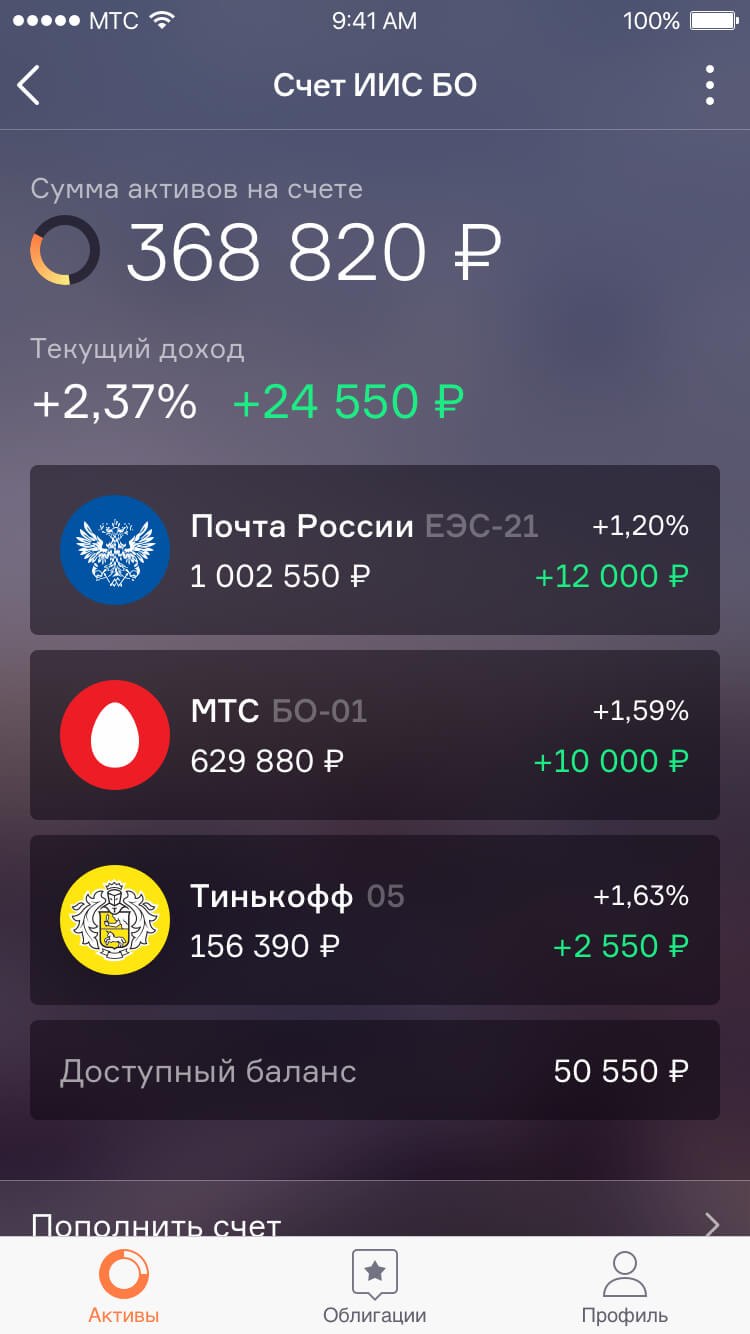 МТС 9:41 AM 100%
Счет ИИС БО
Сумма активов на счете
368 820 ₽
Текущий доход
+2,37% +24 550 ₽
Почта России ЕЭС-21 +1,20%
1 002 550 ₽ +12 000 ₽
МТС БО-01 +1,59%
629 880 ₽ +10 000 ₽
Тинькофф 05 +1,63%
156 390 ₽ +2 550 ₽
Доступный баланс 50 550 ₽
Пополнить счет
Активы Облигации Профиль